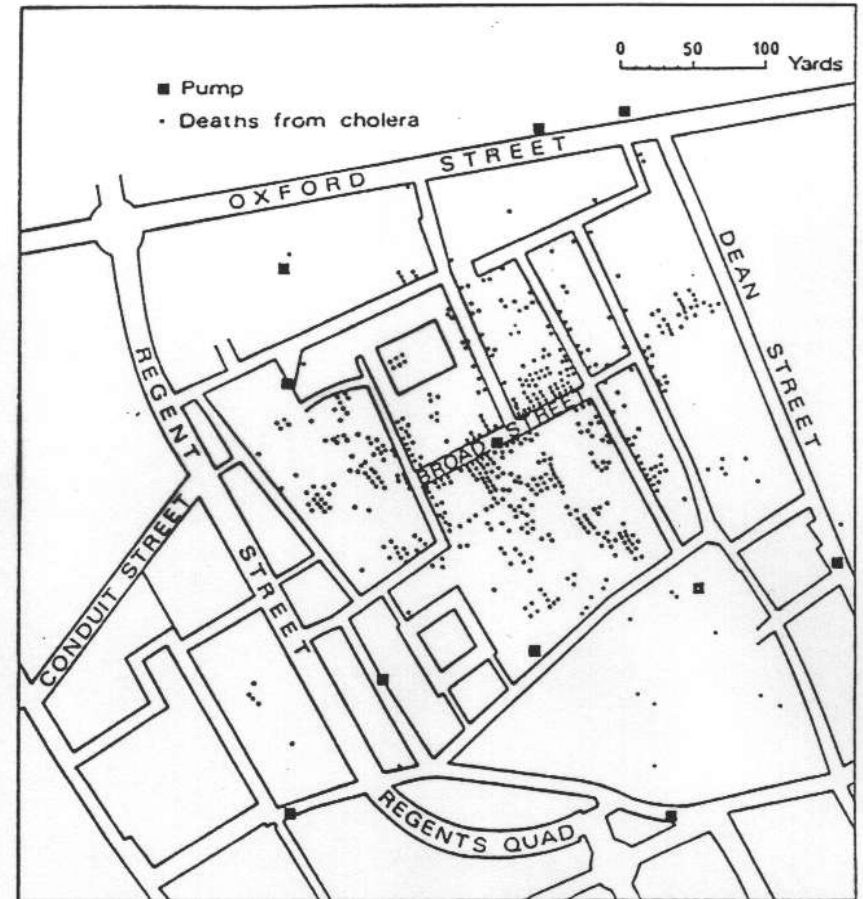 0 50 100
Yards
■ Pump
• Deaths from cholera
OXFORD STREET
DEAN STREET
REGENT STREET
BROAD STREET
CONDUIT STREET
REGENTS QUAD